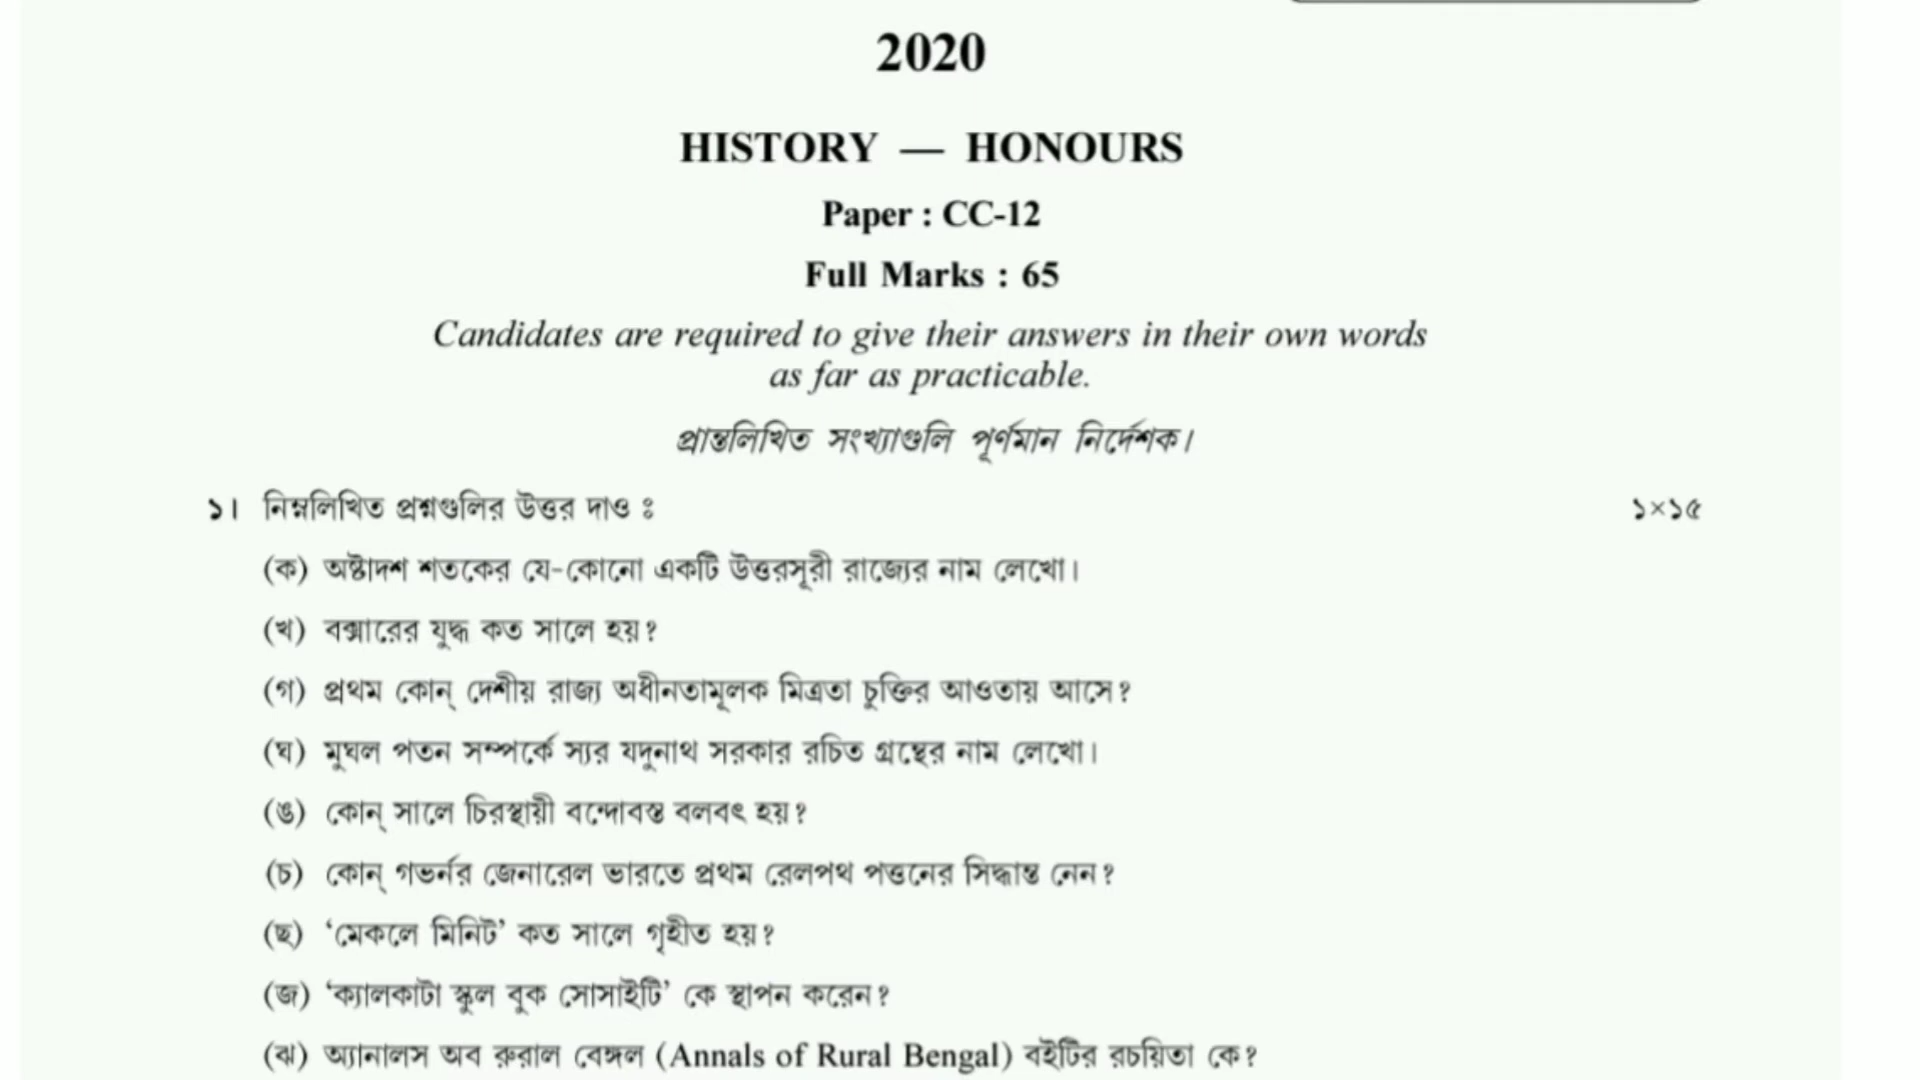 2020
HISTORY — HONOURS
Paper : CC-12
Full Marks : 65
Candidates are required to give their answers in their own words
as far as practicable.
প্রান্তলিখিত সংখ্যাগুলি পূর্ণমান নির্দেশক।
১। নিম্নলিখিত প্রশ্নগুলির উত্তর দাও ঃ ১×১৫
(ক) অষ্টাদশ শতকের যে-কোনো একটি উত্তরসূরী রাজ্যের নাম লেখো।
(খ) বক্সারের যুদ্ধ কত সালে হয়?
(গ) প্রথম কোন্ দেশীয় রাজ্য অধীনতামূলক মিত্রতা চুক্তির আওতায় আসে?
(ঘ) মুঘল পতন সম্পর্কে স্যর যদুনাথ সরকার রচিত গ্রন্থের নাম লেখো।
(ঙ) কোন্ সালে চিরস্থায়ী বন্দোবস্ত বলবৎ হয়?
(চ) কোন্ গভর্নর জেনারেল ভারতে প্রথম রেলপথ পত্তনের সিদ্ধান্ত নেন?
(ছ) ‘মেকলে মিনিট’ কত সালে গৃহীত হয়?
(জ) ‘ক্যালকাটা স্কুল বুক সোসাইটি’ কে স্থাপন করেন?
(ঝ) অ্যানালস অব রুরাল বেঙ্গল (Annals of Rural Bengal) বইটির রচয়িতা কে?